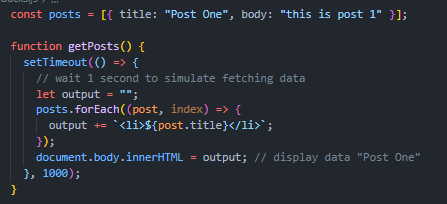 const posts = [{ title: "Post One", body: "this is post 1" }];
function getPosts() {
  setTimeout(() => {
    // wait 1 second to simulate fetching data
    let output = "";
    posts.forEach((post, index) => {
      output += `<li>${post.title}</li>`;
    });
    document.body.innerHTML = output; // display data "Post One"
  }, 1000);
}